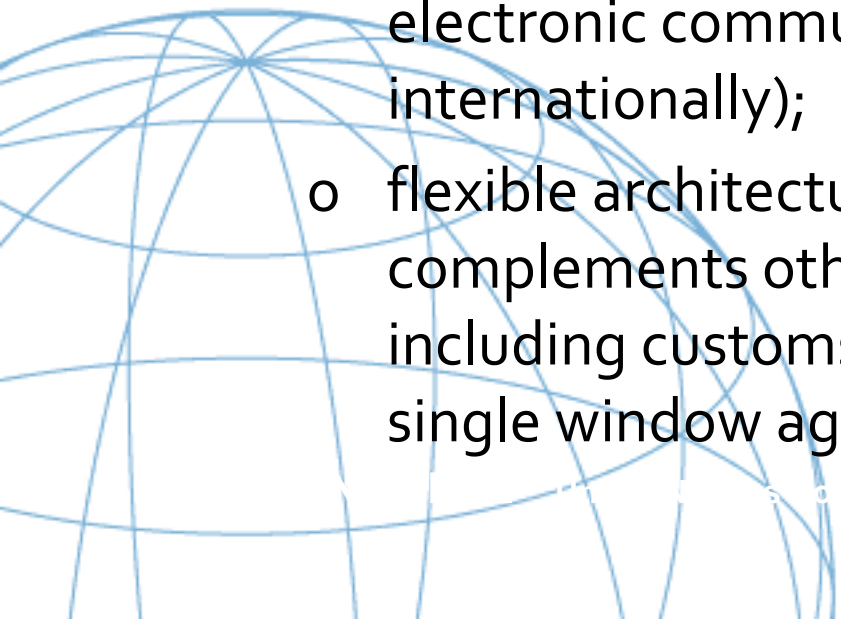 electronic commu
internationally);
o flexible architectu
complements oth
including customs
single window ag